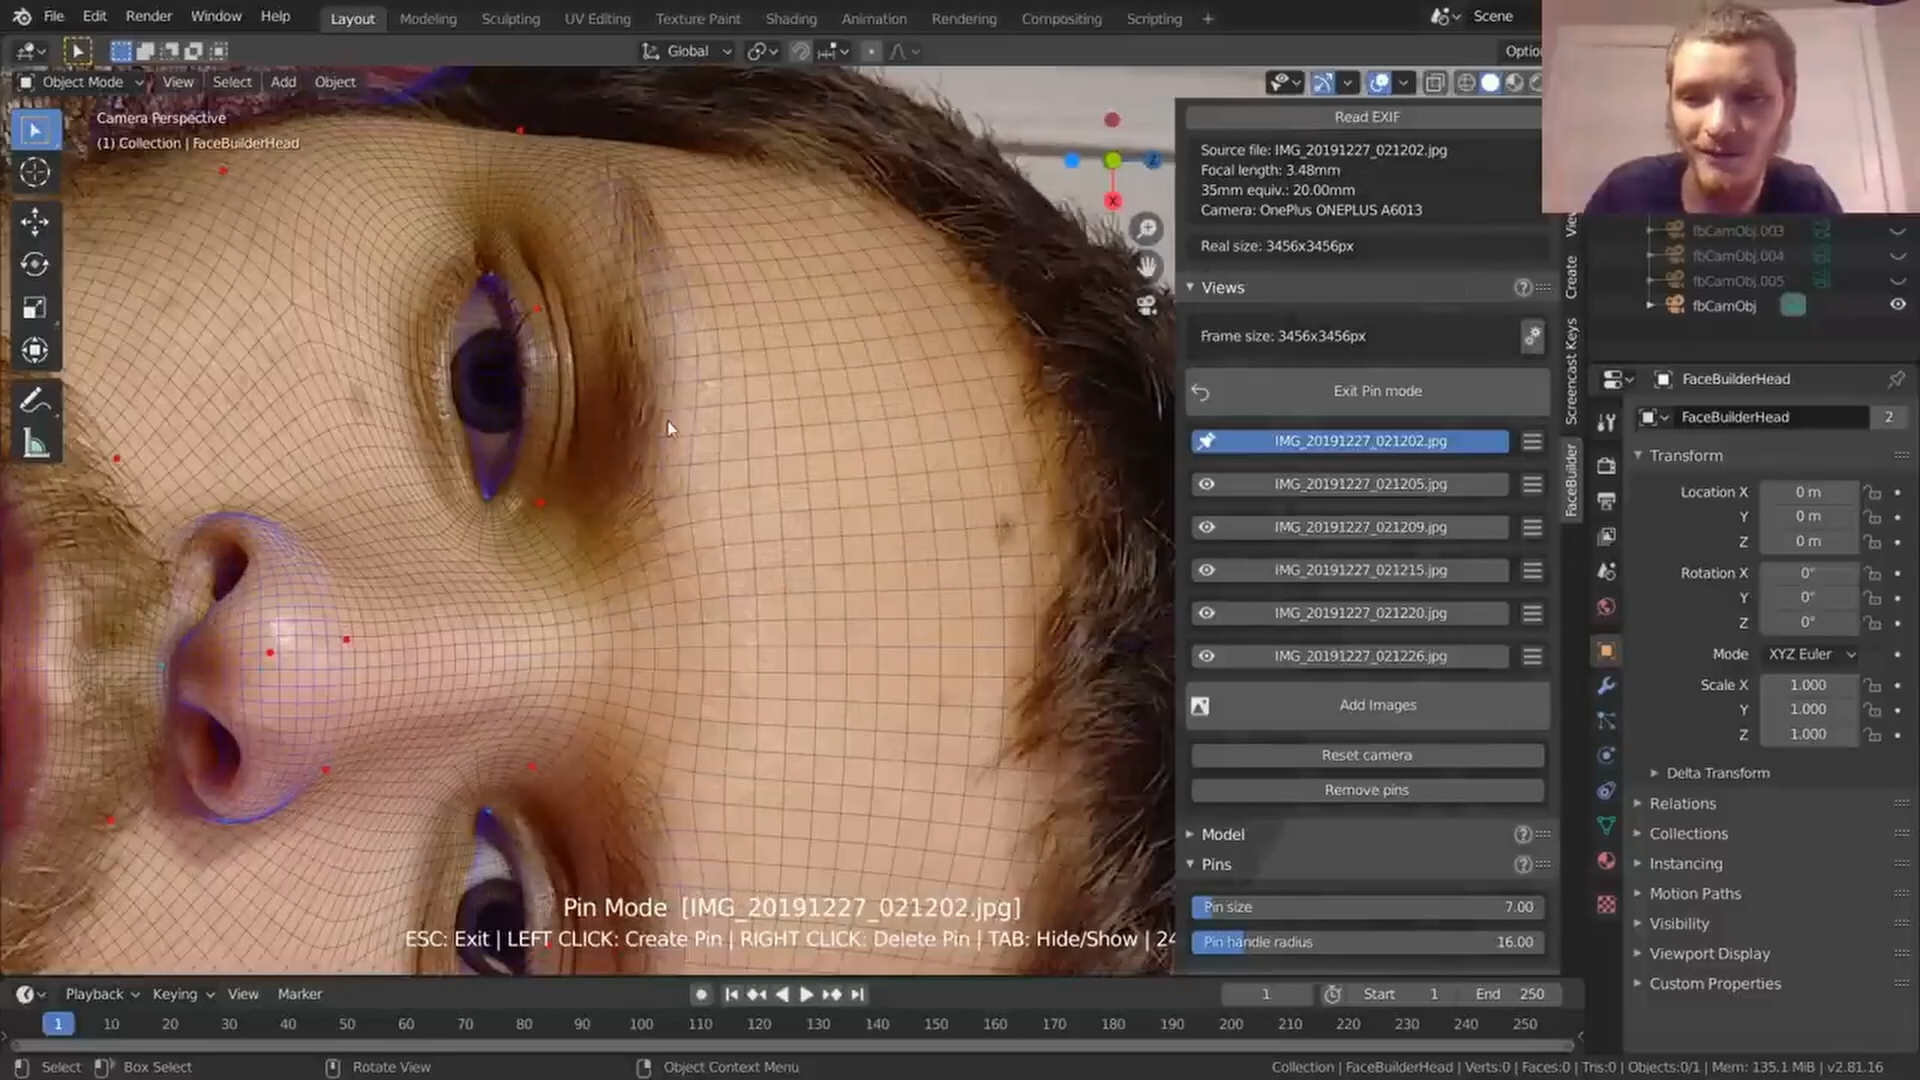 File Edit Render Window Help Layout Modeling Sculpting UV Editing Texture Paint Shading Animation Rendering Compositing Scripting + Scene
Global Optio
Object Mode View Select Add Object
Camera Perspective
(1) Collection | FaceBuilderHead
X
Z
Read EXIF
Source file: IMG_20191227_021202.jpg
Focal length: 3.48mm
35mm equiv.: 20.00mm
Camera: OnePlus ONEPLUS A6013
Real size: 3456x3456px
Views
Frame size: 3456x3456px
Exit Pin mode
IMG_20191227_021202.jpg
IMG_20191227_021205.jpg
IMG_20191227_021209.jpg
IMG_20191227_021215.jpg
IMG_20191227_021220.jpg
IMG_20191227_021226.jpg
Add Images
Reset camera
Remove pins
Model
Pins
Pin size 7.00
Pin handle radius 16.00
Create
Screencast Keys
FaceBuilder
fbCamObj.003
fbCamObj.004
fbCamObj.005
fbCamObj
FaceBuilderHead
FaceBuilderHead 2
Transform
Location X 0 m
Y 0 m
Z 0 m
Rotation X 0°
Y 0°
Z 0°
Mode XYZ Euler
Scale X 1.000
Y 1.000
Z 1.000
Delta Transform
Relations
Collections
Instancing
Motion Paths
Visibility
Viewport Display
Custom Properties
Pin Mode [IMG_20191227_021202.jpg]
ESC: Exit | LEFT CLICK: Create Pin | RIGHT CLICK: Delete Pin | TAB: Hide/Show | 24
Playback Keying View Marker 1 Start 1 End 250
1 10 20 30 40 50 60 70 80 90 100 110 120 130 140 150 160 170 180 190 200 210 220 230 240 250
Select Box Select Rotate View Object Context Menu Collection | FaceBuilderHead | Verts:0 | Faces:0 | Tris:0 | Objects:0/1 | Mem: 135.1 MiB | v2.81.16